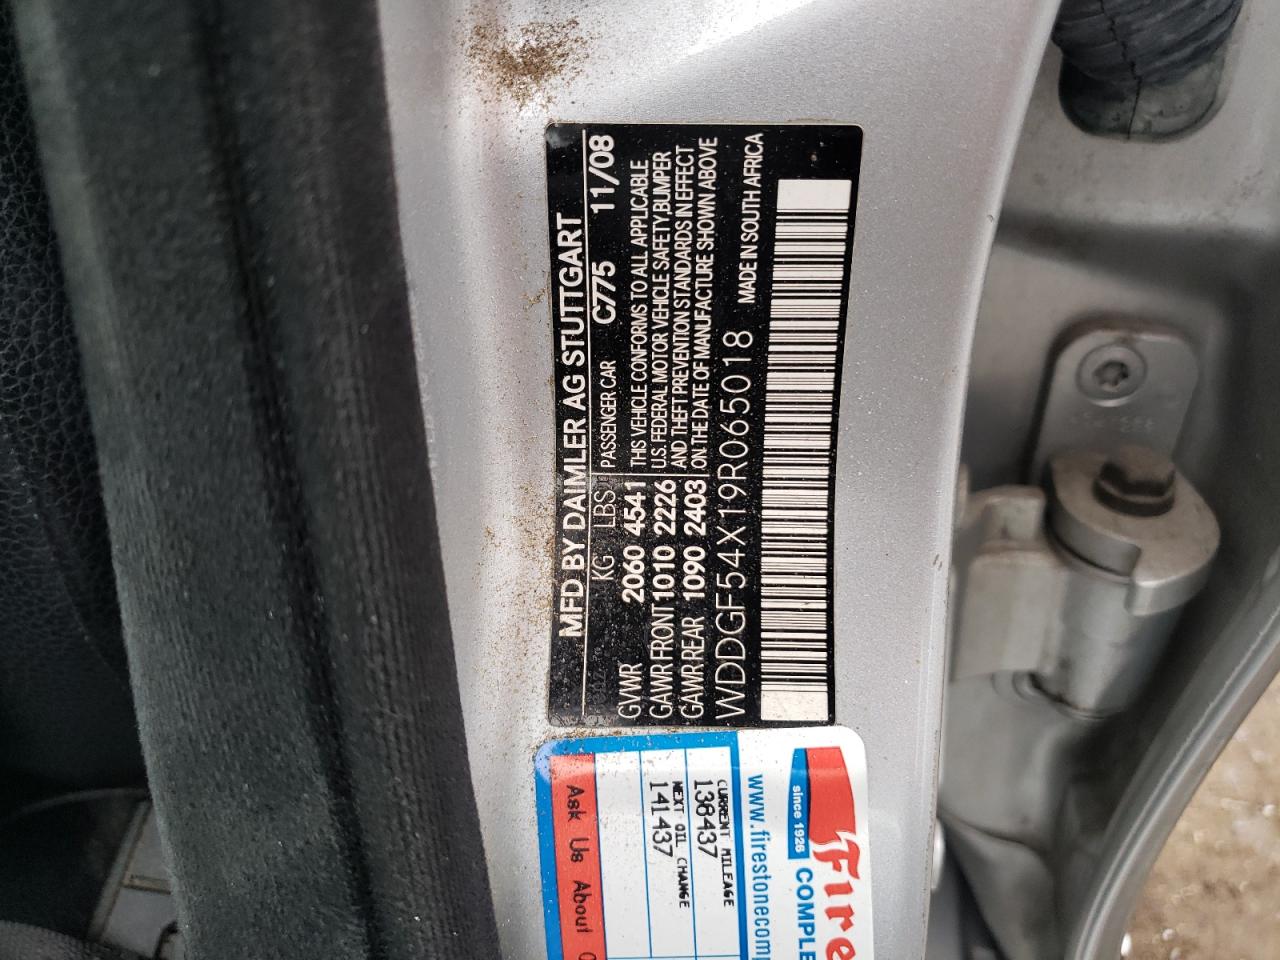 MFD BY DAIMLER AG STUTTGART
KG LBS PASSENGER CAR C775 11/08
GVWR 2060 4541 THIS VEHICLE CONFORMS TO ALL APPLICABLE
GAWR FRONT 1010 2226 U.S. FEDERAL MOTOR VEHICLE SAFETY, BUMPER
GAWR REAR 1090 2403 AND THEFT PREVENTION STANDARDS IN EFFECT
ON THE DATE OF MANUFACTURE SHOWN ABOVE
WDDGF54X19R065018 MADE IN SOUTH AFRICA
Fire
since 1926
COMPLE
www.firestonecomp
CURRENT MILEAGE
138437
NEXT OIL CHANGE
141437
Ask Us About